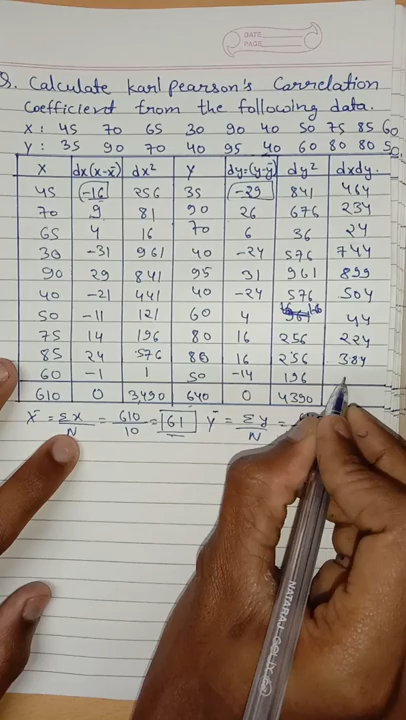 DATE
PAGE
Q. Calculate Karl pearson's Correlation
Coefficient from the following data.
X : 45 70 65 30 90 40 50 75 85 60
Y : 35 90 70 40 95 40 60 80 80 50
X dx(x-x̄) dx² Y dy=(y-ȳ) dy² dxdy.
45 -16 256 35 -29 841 464
70 9 81 90 26 676 234
65 4 16 70 6 36 24
30 -31 961 40 -24 576 744
90 29 841 95 31 961 899
40 -21 441 40 -24 576 504
50 -11 121 60 4 16 44
75 14 196 80 16 256 224
85 24 576 80 16 256 384
60 -1 1 50 -14 196
610 0 3,490 640 0 4390
X̄ = Σx/N = 610/10 = 61 Ȳ = Σy/N =
NATARAJ